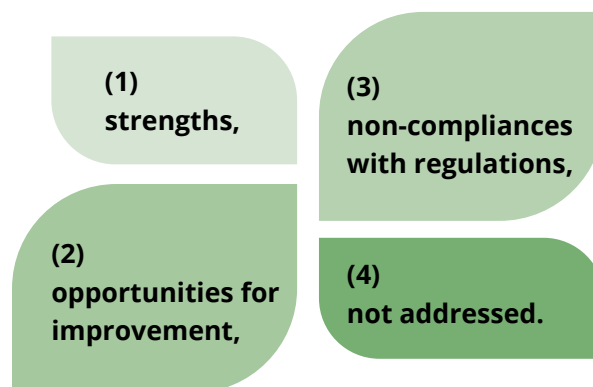 (1)
strengths,
(2)
opportunities for
improvement,
(3)
non-compliances
with regulations,
(4)
not addressed.